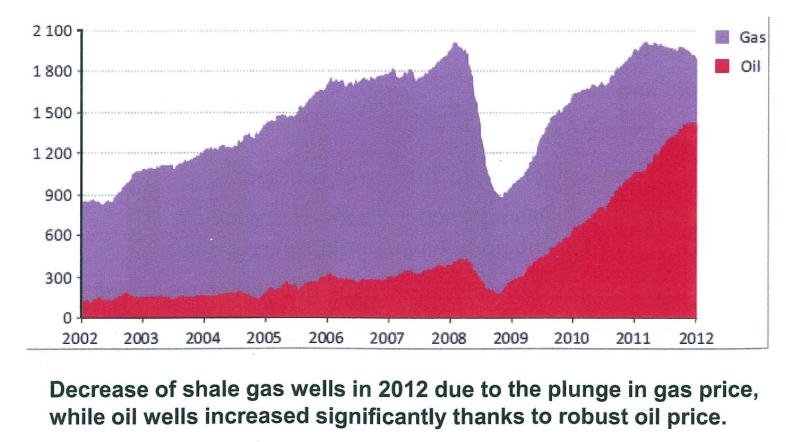 2 100
1 800
1 500
1 200
900
600
300
0
2002 2003 2004 2005 2006 2007 2008 2009 2010 2011 2012
Gas
Oil
Decrease of shale gas wells in 2012 due to the plunge in gas price,
while oil wells increased significantly thanks to robust oil price.